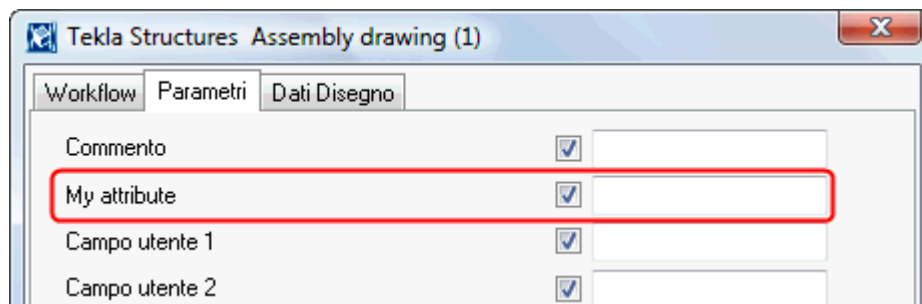 Tekla Structures Assembly drawing (1)
Workflow Parametri Dati Disegno
Commento
My attribute
Campo utente 1
Campo utente 2